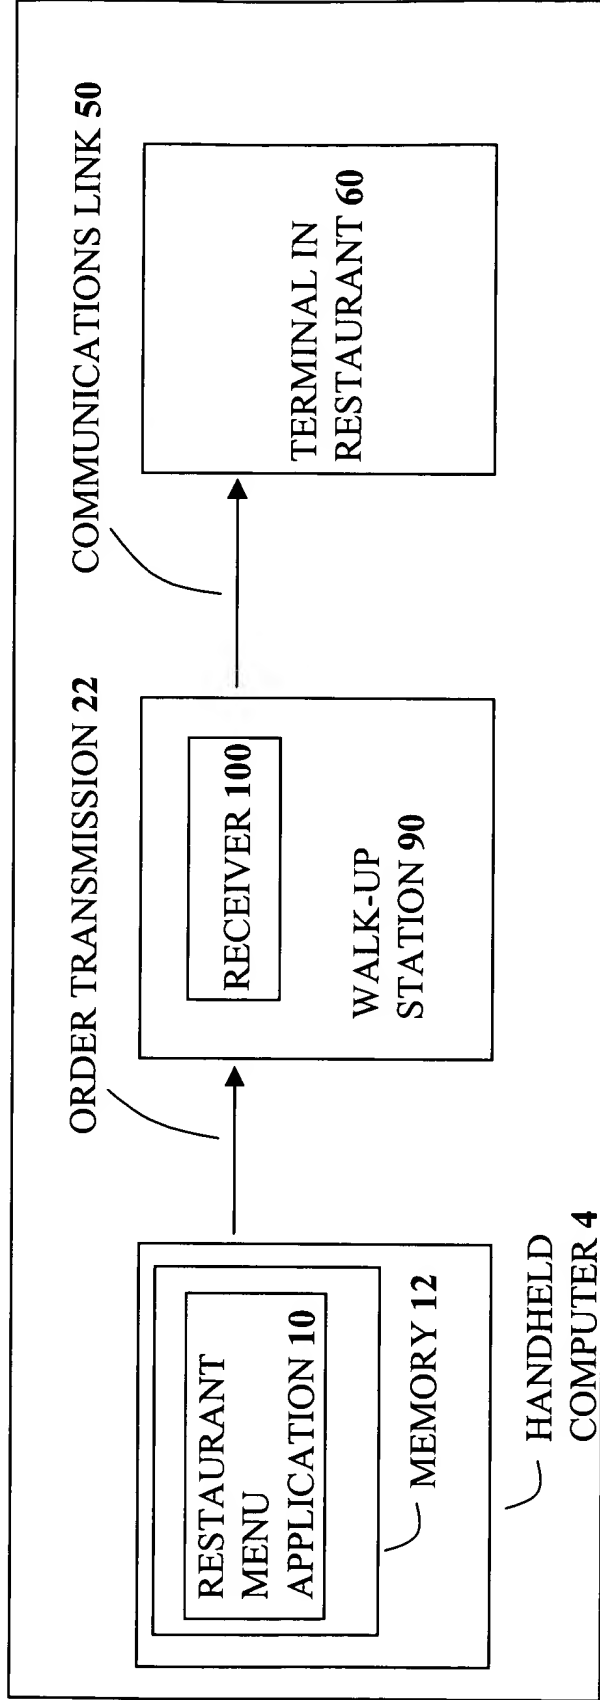 RESTAURANT
MENU
APPLICATION 10
MEMORY 12
HANDHELD
COMPUTER 4
ORDER TRANSMISSION 22
RECEIVER 100
WALK-UP
STATION 90
COMMUNICATIONS LINK 50
TERMINAL IN
RESTAURANT 60